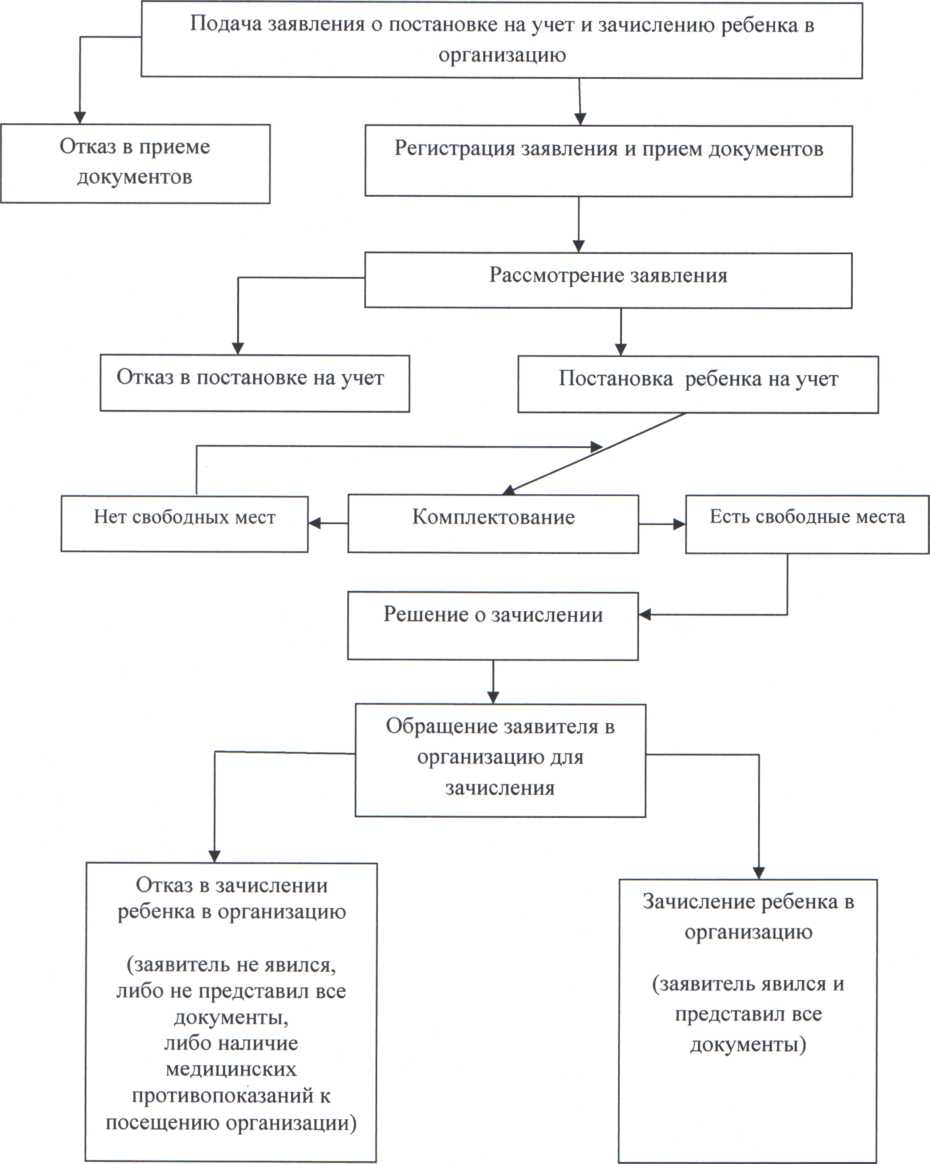 Подача заявления о постановке на учет и зачислению ребенка в
организацию
Отказ в приеме
документов
Регистрация заявления и прием документов
Рассмотрение заявления
Отказ в постановке на учет
Постановка ребенка на учет
Нет свободных мест
Комплектование
Есть свободные места
Решение о зачислении
Обращение заявителя в
организацию для
зачисления
Отказ в зачислении
ребенка в организацию
(заявитель не явился,
либо не представил все
документы,
либо наличие
медицинских
противопоказаний к
посещению организации)
Зачисление ребенка в
организацию
(заявитель явился и
представил все
документы)